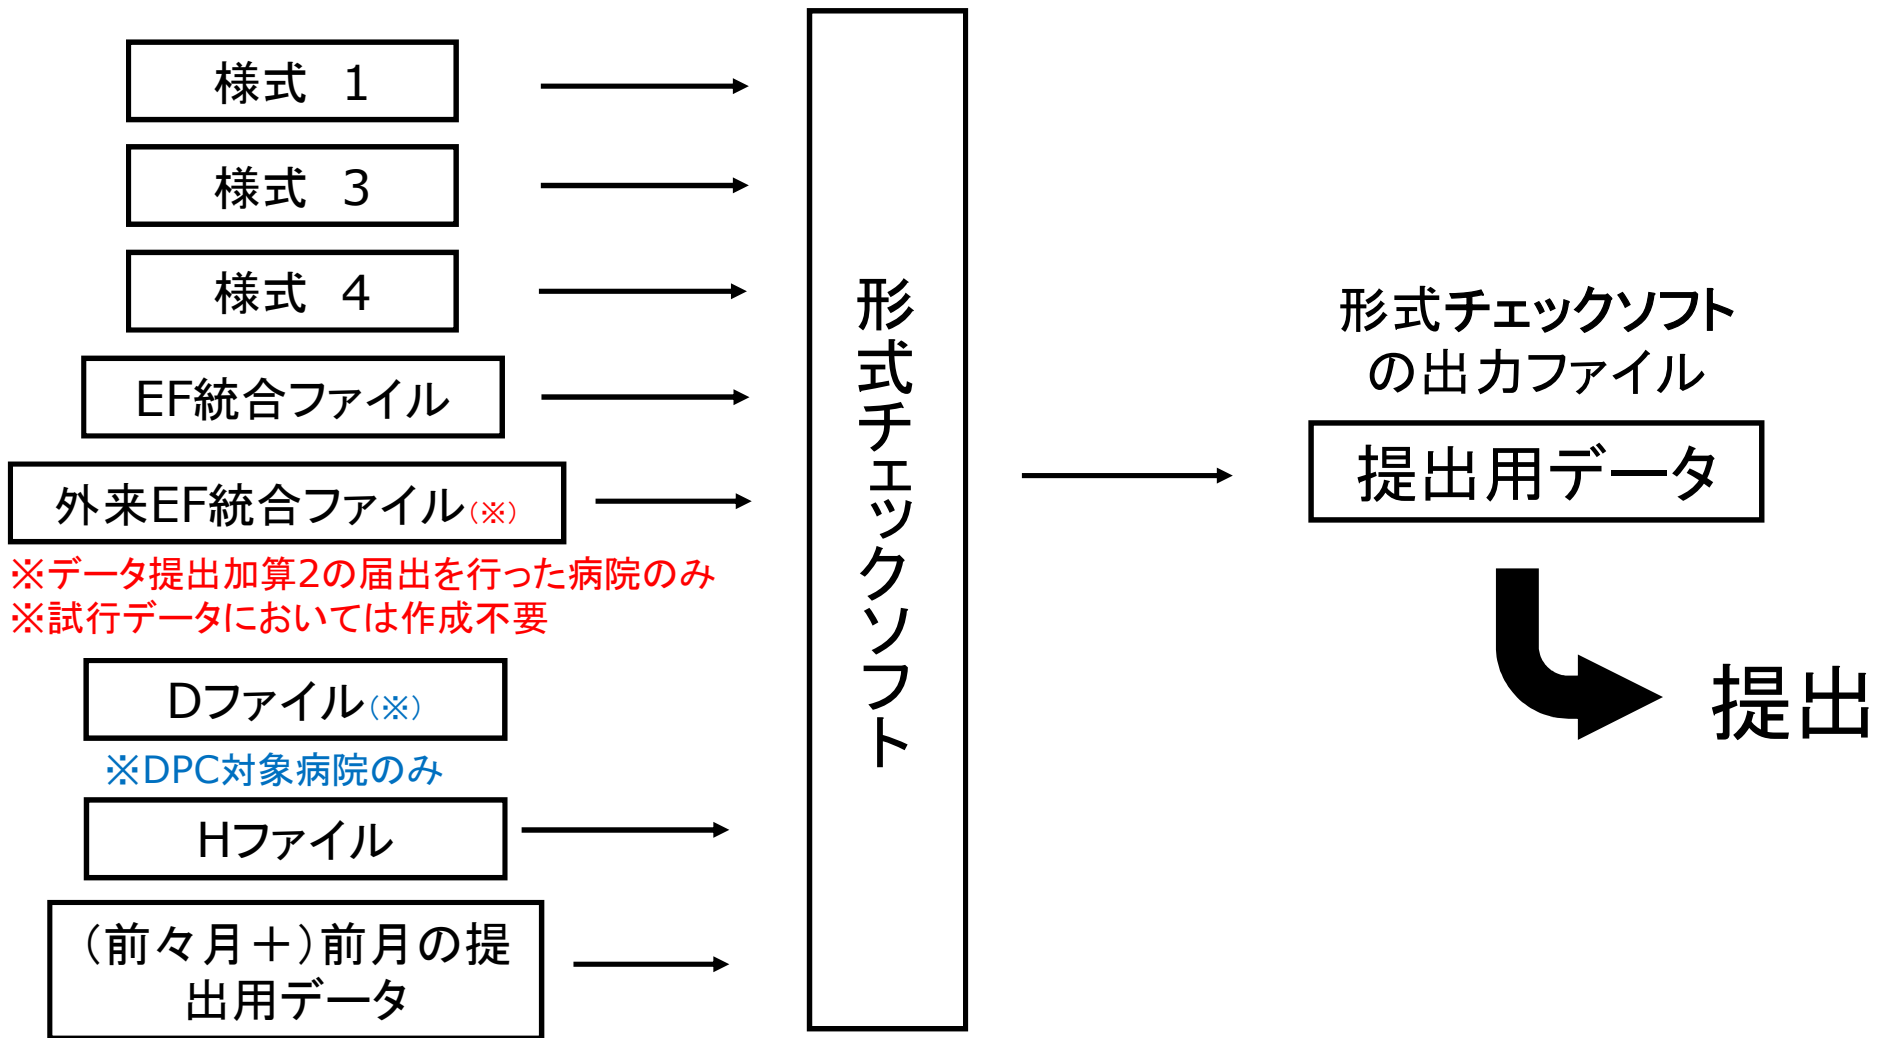 様式　1
様式　3
様式　4
EF統合ファイル
外来EF統合ファイル（※）
※データ提出加算2の届出を行った病院のみ
※試行データにおいては作成不要
Dファイル（※）
※DPC対象病院のみ
Hファイル
（前々月＋）前月の提
出用データ
形式チェックソフト
形式チェックソフト
の出力ファイル
提出用データ
提出